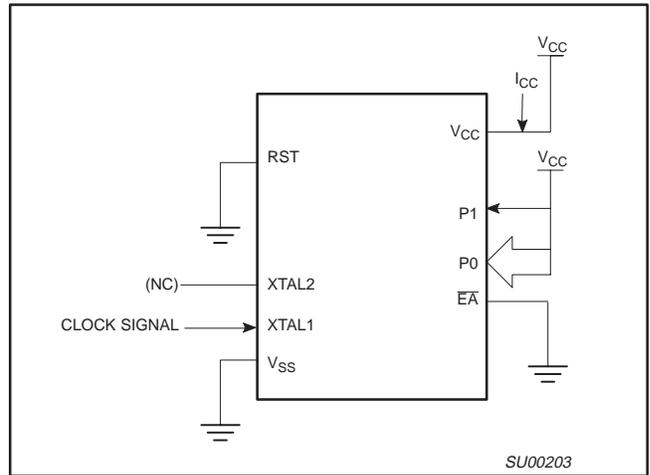 VCC
ICC
VCC
VCC
RST
P1
P0
(NC)
XTAL2
EA
CLOCK SIGNAL
XTAL1
VSS
SU00203